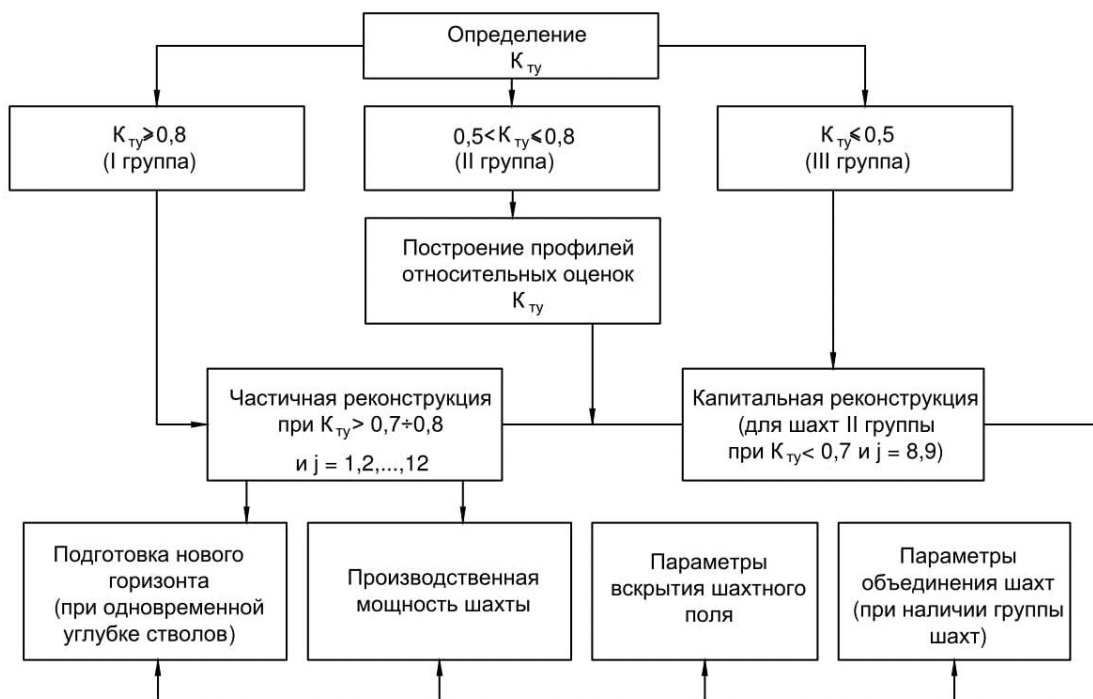 Определение
K ту
K ту ⩾ 0,8
(I группа)
0,5 < K ту ⩽ 0,8
(II группа)
K ту ⩽ 0,5
(III группа)
Построение профилей
относительных оценок
K ту
Частичная реконструкция
при K ту > 0,7÷0,8
и j = 1,2,...,12
Капитальная реконструкция
(для шахт II группы
при K ту < 0,7 и j = 8,9)
Подготовка нового
горизонта
(при одновременной
углубке стволов)
Производственная
мощность шахты
Параметры
вскрытия шахтного
поля
Параметры
объединения шахт
(при наличии группы
шахт)